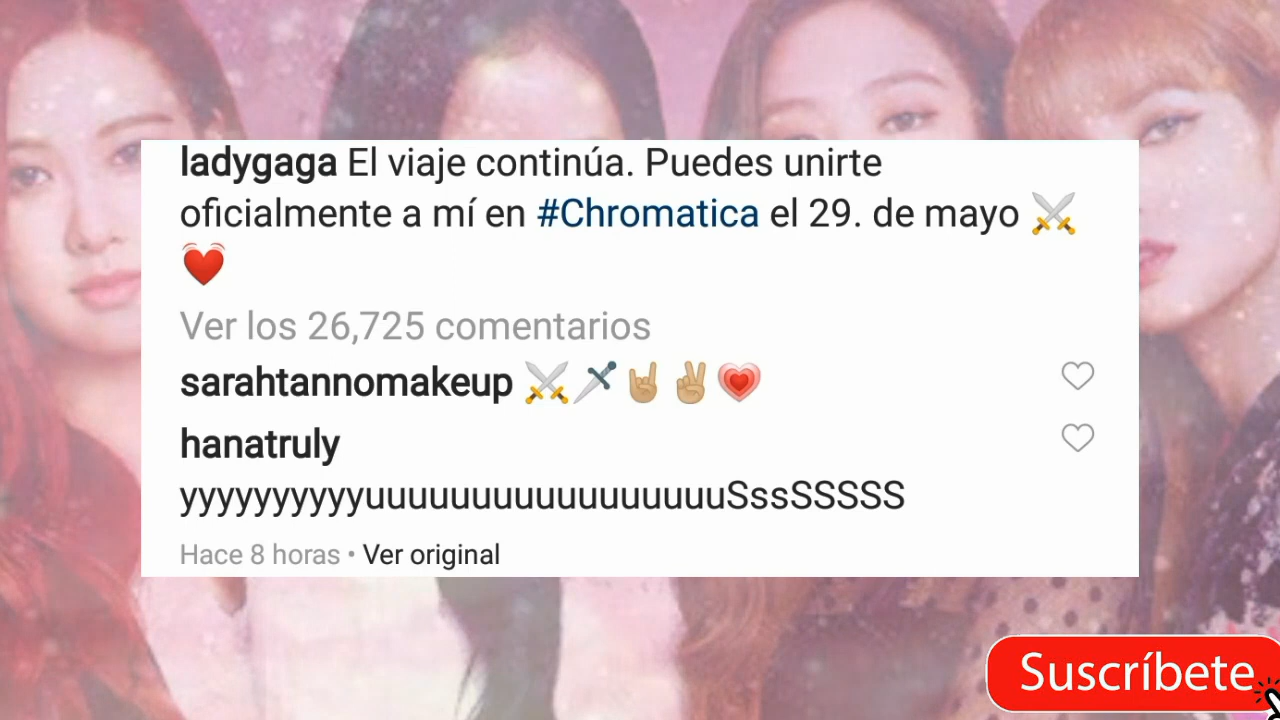 ladygaga El viaje continúa. Puedes unirte
oficialmente a mí en #Chromatica el 29. de mayo ⚔️
💓
Ver los 26,725 comentarios
sarahtannomakeup ⚔️🗡️🤘🏼✌🏼💗
hanatruly
yyyyyyyyyyuuuuuuuuuuuuuuuuuSssSSSSS
Hace 8 horas • Ver original
Suscríbete